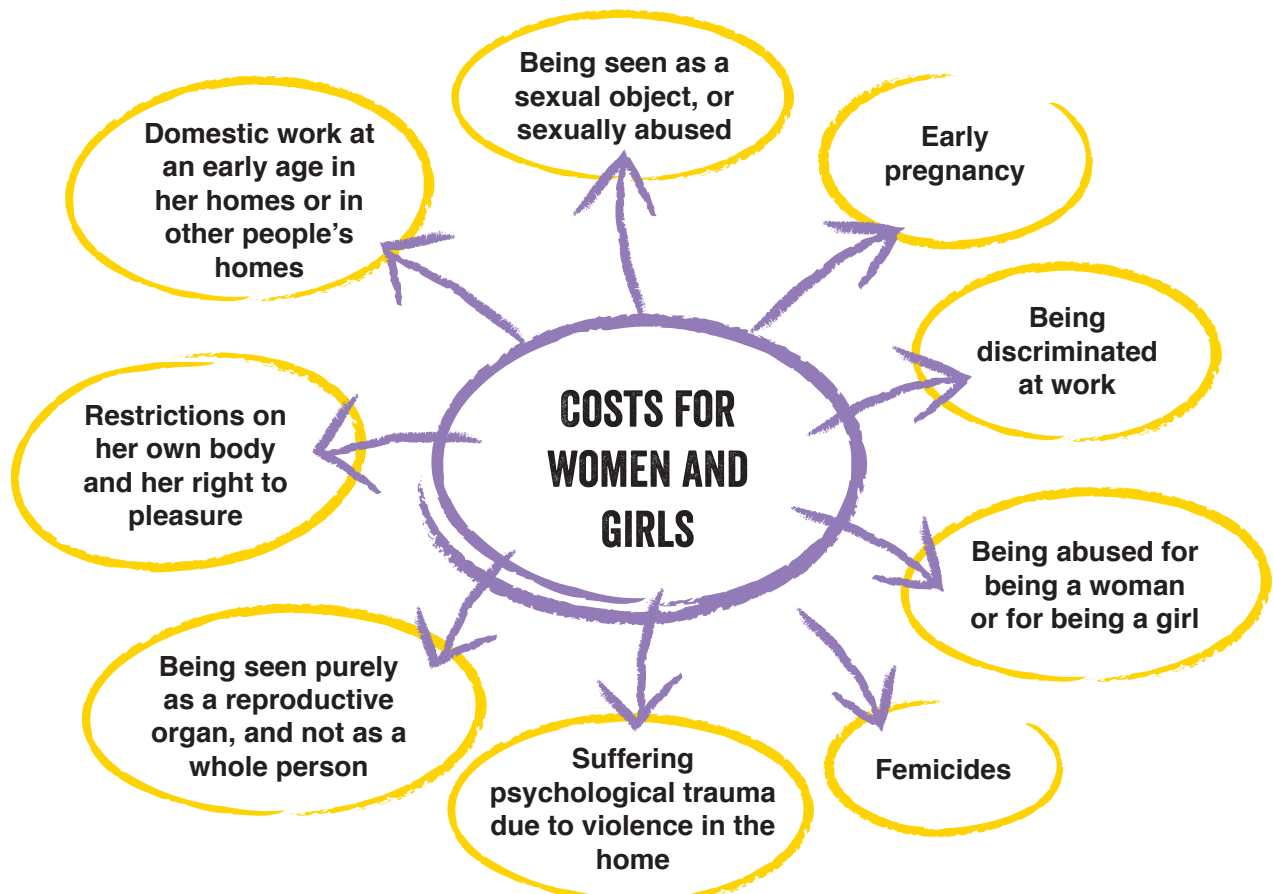 Being seen as a
sexual object, or
sexually abused
Early
pregnancy
Domestic work at
an early age in
her homes or in
other people’s
homes
Being
discriminated
at work
COSTS FOR
WOMEN AND
GIRLS
Restrictions on
her own body
and her right to
pleasure
Being abused for
being a woman
or for being a girl
Being seen purely
as a reproductive
organ, and not as a
whole person
Suffering
psychological trauma
due to violence in the
home
Femicides